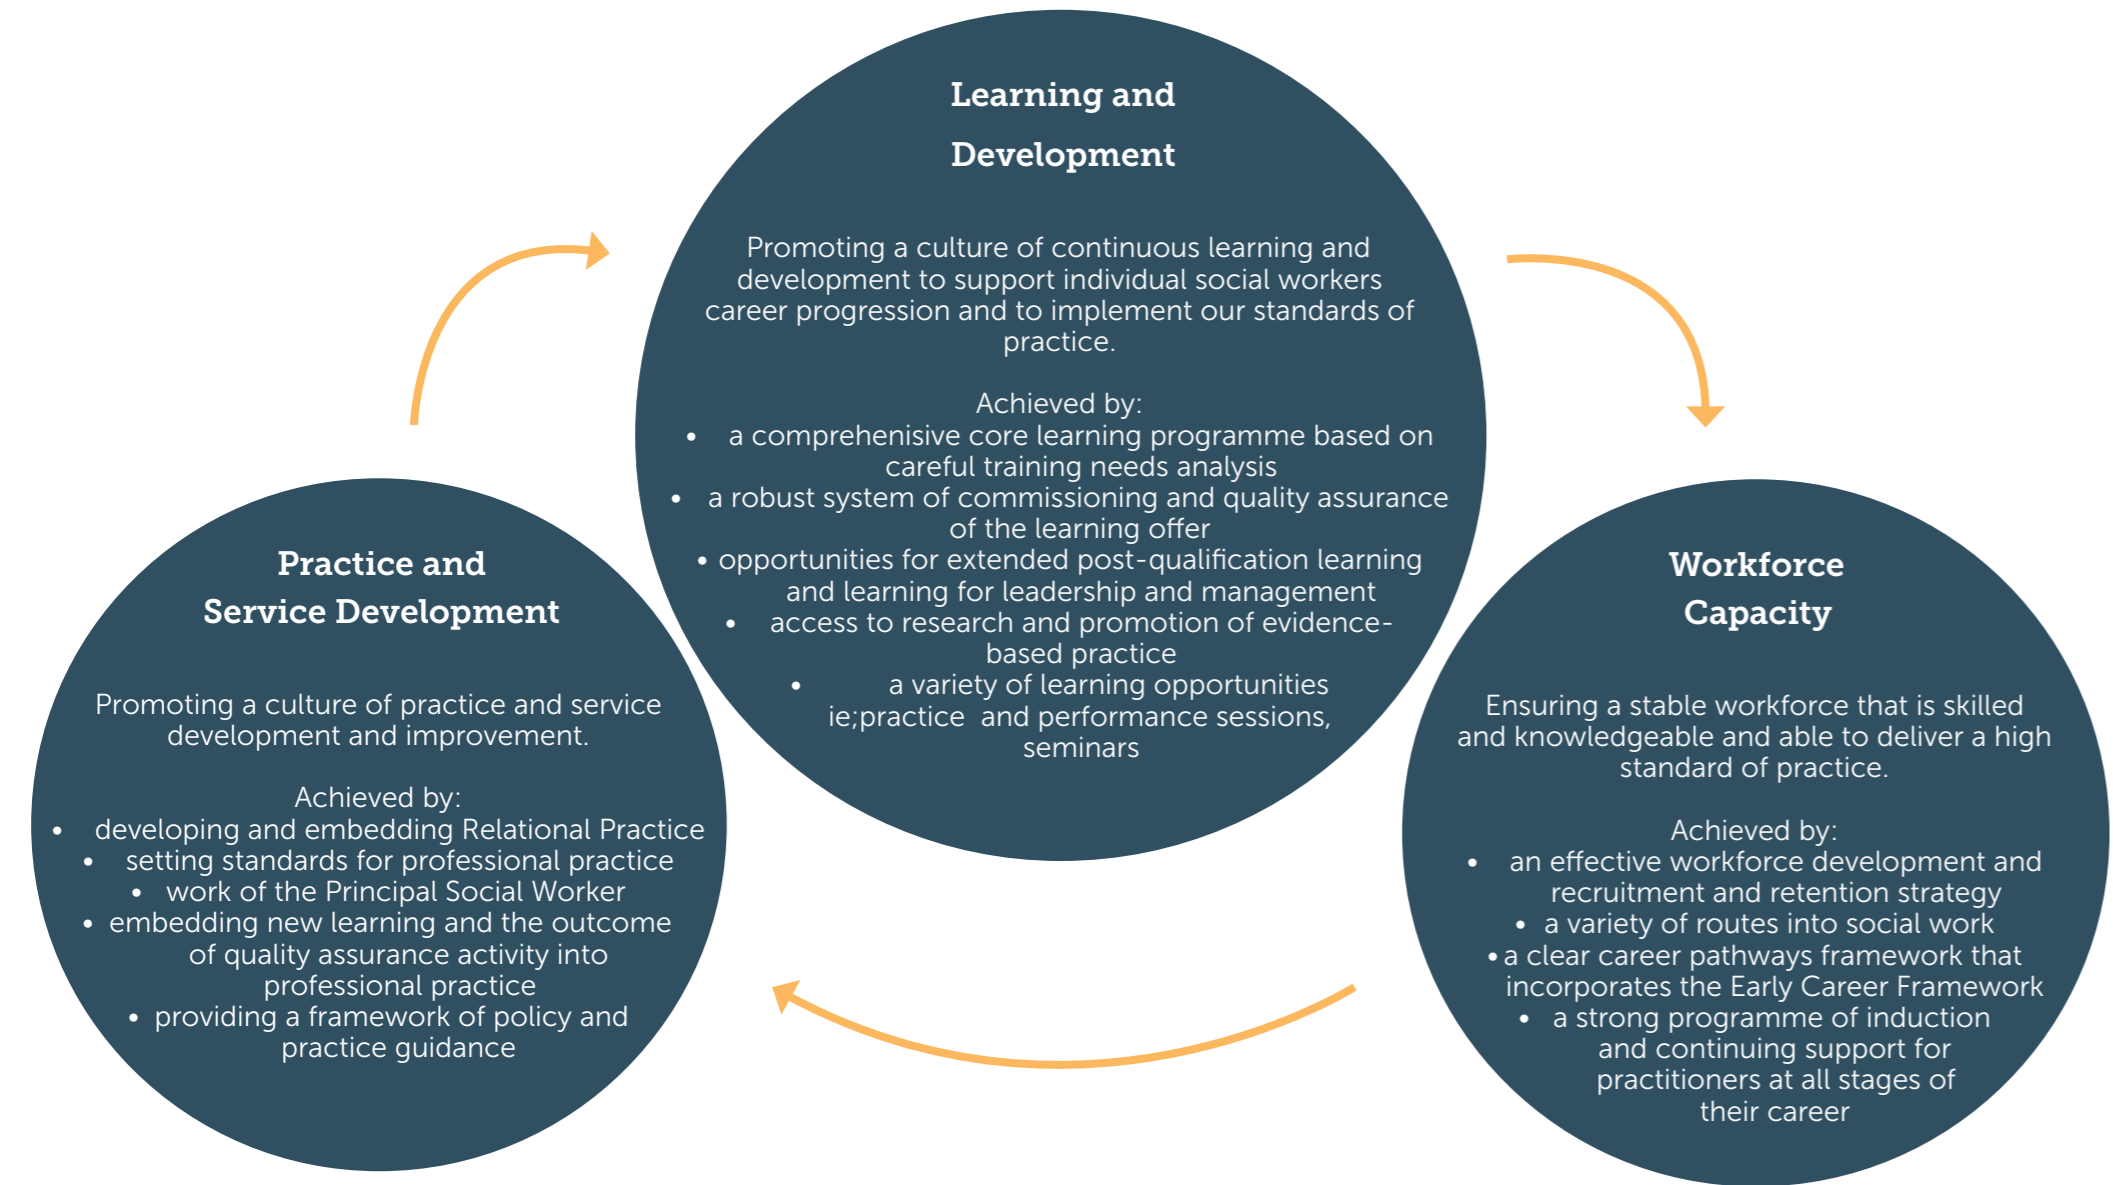 Learning and
Development
Promoting a culture of continuous learning and
development to support individual social workers
career progression and to implement our standards of
practice.
Achieved by:
• a comprehenisive core learning programme based on
careful training needs analysis
• a robust system of commissioning and quality assurance
of the learning offer
• opportunities for extended post-qualification learning
and learning for leadership and management
• access to research and promotion of evidence-
based practice
• a variety of learning opportunities
ie;practice and performance sessions,
seminars
Practice and
Service Development
Promoting a culture of practice and service
development and improvement.
Achieved by:
• developing and embedding Relational Practice
• setting standards for professional practice
• work of the Principal Social Worker
• embedding new learning and the outcome
of quality assurance activity into
professional practice
• providing a framework of policy and
practice guidance
Workforce
Capacity
Ensuring a stable workforce that is skilled
and knowledgeable and able to deliver a high
standard of practice.
Achieved by:
• an effective workforce development and
recruitment and retention strategy
• a variety of routes into social work
• a clear career pathways framework that
incorporates the Early Career Framework
• a strong programme of induction
and continuing support for
practitioners at all stages of
their career